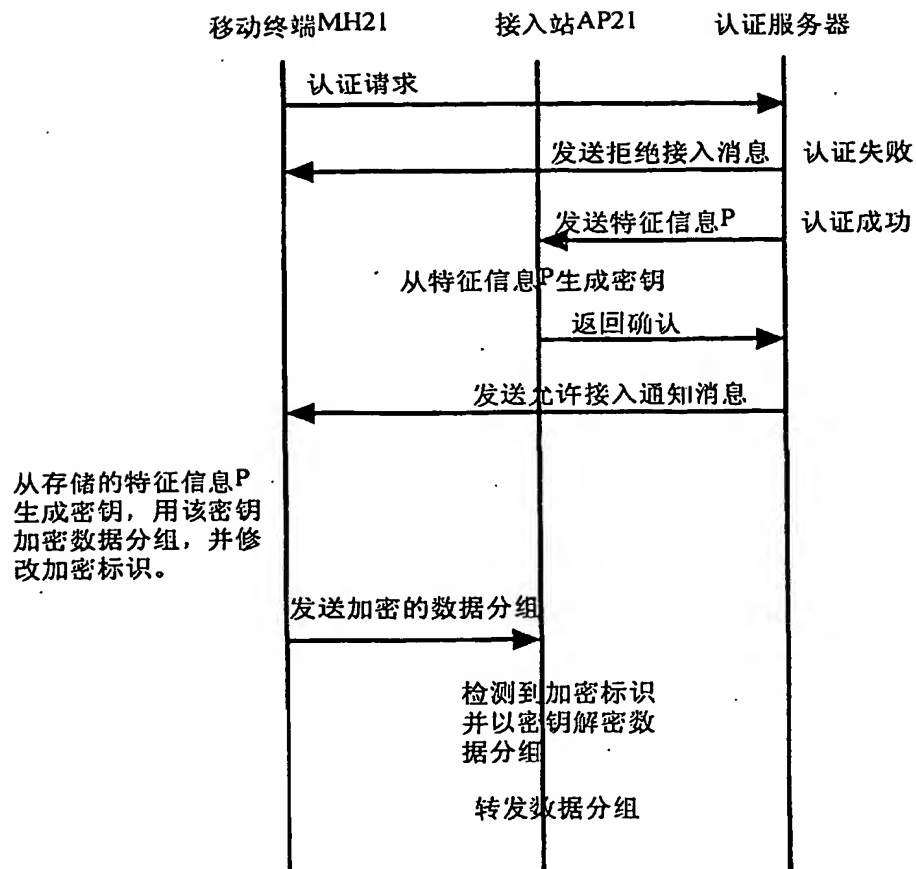 移动终端MH21 接入站AP21 认证服务器
认证请求
发送拒绝接入消息 认证失败
发送特征信息P 认证成功
从特征信息P生成密钥
返回确认
发送允许接入通知消息
从存储的特征信息P
生成密钥，用该密钥
加密数据分组，并修
改加密标识。
发送加密的数据分组
检测到加密标识
并以密钥解密数
据分组
转发数据分组